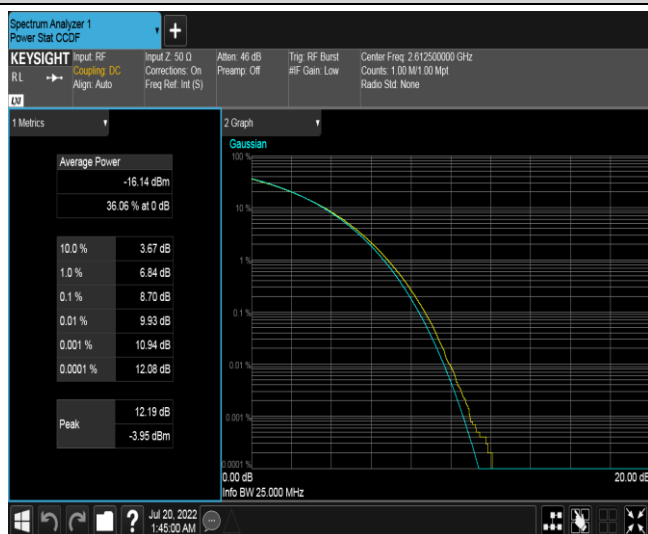 Spectrum Analyzer 1
Power Stat CCDF
+
KEYSIGHT
RL
LXI
Input: RF
Coupling: DC
Align: Auto
Input Z: 50 Ω
Corrections: On
Freq Ref: Int (S)
Atten: 46 dB
Preamp: Off
Trig: RF Burst
#IF Gain: Low
Center Freq: 2.612500000 GHz
Counts: 1.00 M/1.00 Mpt
Radio Std: None
1 Metrics
Average Power
-16.14 dBm
36.06 % at 0 dB
10.0 % 3.67 dB
1.0 % 6.84 dB
0.1 % 8.70 dB
0.01 % 9.93 dB
0.001 % 10.94 dB
0.0001 % 12.08 dB
Peak
12.19 dB
-3.95 dBm
2 Graph
Gaussian
100 %
10 %
1 %
0.1 %
0.01 %
0.001 %
0.0001 %
0.00 dB
20.00 dB
Info BW 25.000 MHz
?
Jul 20, 2022
1:45:00 AM